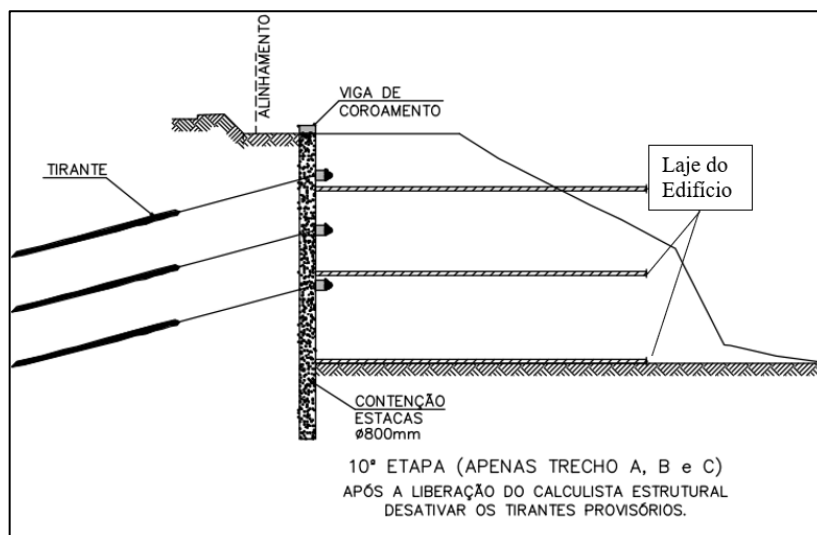 ALINHAMENTO
VIGA DE
COROAMENTO
TIRANTE
Laje do
Edifício
CONTENÇÃO
ESTACAS
ø800mm
10ª ETAPA (APENAS TRECHO A, B e C)
APÓS A LIBERAÇÃO DO CALCULISTA ESTRUTURAL
DESATIVAR OS TIRANTES PROVISÓRIOS.